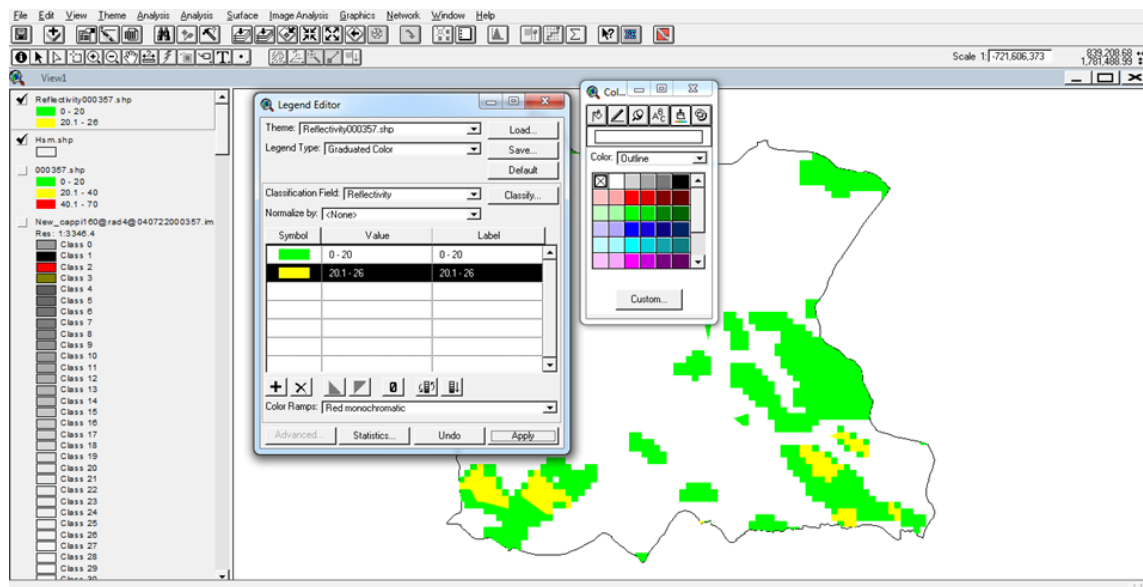 File Edit View Theme Analysis Analysis Surface Image Analysis Graphics Network Window Help
Scale 1: -721,606,373
839,208.68
1,781,488.99
View1
Reflectivity000357.shp
0 - 20
20.1 - 26
Hsm.shp
000357.shp
0 - 20
20.1 - 40
40.1 - 70
New_cappi160@rad4@040722000357.im
Res: 1:3346.4
Class 0
Class 1
Class 2
Class 3
Class 4
Class 5
Class 6
Class 7
Class 8
Class 9
Class 10
Class 11
Class 12
Class 13
Class 14
Class 15
Class 16
Class 17
Class 18
Class 19
Class 20
Class 21
Class 22
Class 23
Class 24
Class 25
Class 26
Class 27
Class 28
Class 29
Legend Editor
Theme: Reflectivity000357.shp Load...
Legend Type: Graduated Color Save...
Default
Classification Field: Reflectivity Classify...
Normalize by: <None>
Symbol Value Label
0 - 20 0 - 20
20.1 - 26 20.1 - 26
Color Ramps: Red monochromatic
Advanced... Statistics... Undo Apply
Col...
Color: Outline
Custom...